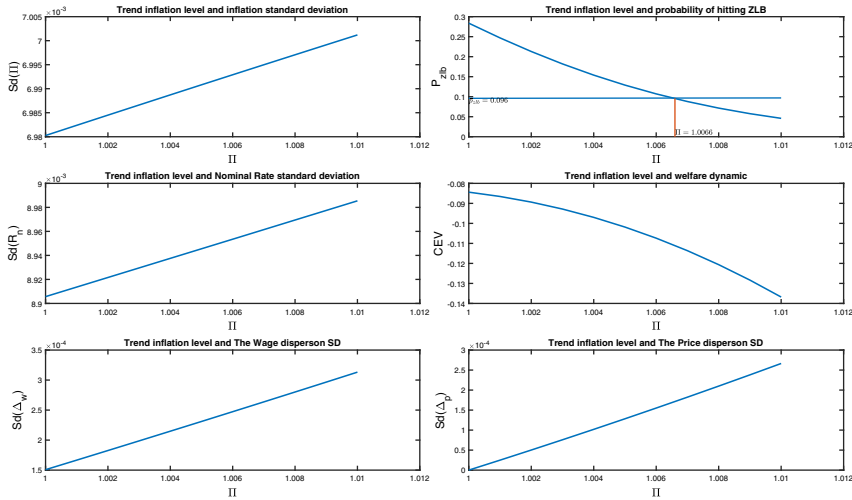 Trend inflation level and inflation standard deviation
×10⁻³
7.005
7
6.995
6.99
6.985
6.98
Sd(Π)
1 1.002 1.004 1.006 1.008 1.01 1.012
Π
Trend inflation level and probability of hitting ZLB
0.3
0.25
0.2
0.15
0.1
0.05
0
P_zlb
p_zlb = 0.096
Π = 1.0066
1 1.002 1.004 1.006 1.008 1.01 1.012
Π
Trend inflation level and Nominal Rate standard deviation
×10⁻³
9
8.98
8.96
8.94
8.92
8.9
Sd(R_n)
1 1.002 1.004 1.006 1.008 1.01 1.012
Π
Trend inflation level and welfare dynamic
-0.08
-0.09
-0.1
-0.11
-0.12
-0.13
-0.14
CEV
1 1.002 1.004 1.006 1.008 1.01 1.012
Π
Trend inflation level and The Wage disperson SD
×10⁻⁴
3.5
3
2.5
2
1.5
Sd(Δ_w)
1 1.002 1.004 1.006 1.008 1.01 1.012
Π
Trend inflation level and The Price disperson SD
×10⁻⁴
3
2.5
2
1.5
1
0.5
0
Sd(Δ_p)
1 1.002 1.004 1.006 1.008 1.01 1.012
Π